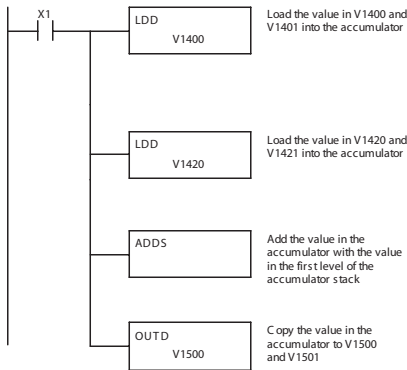 X1
LDD
V1400
Load the value in V1400 and
V1401 into the accumulator
LDD
V1420
Load the value in V1420 and
V1421 into the accumulator
ADDS
Add the value in the
accumulator with the value
in the first level of the
accumulator stack
OUTD
V1500
Copy the value in the
accumulator to V1500
and V1501